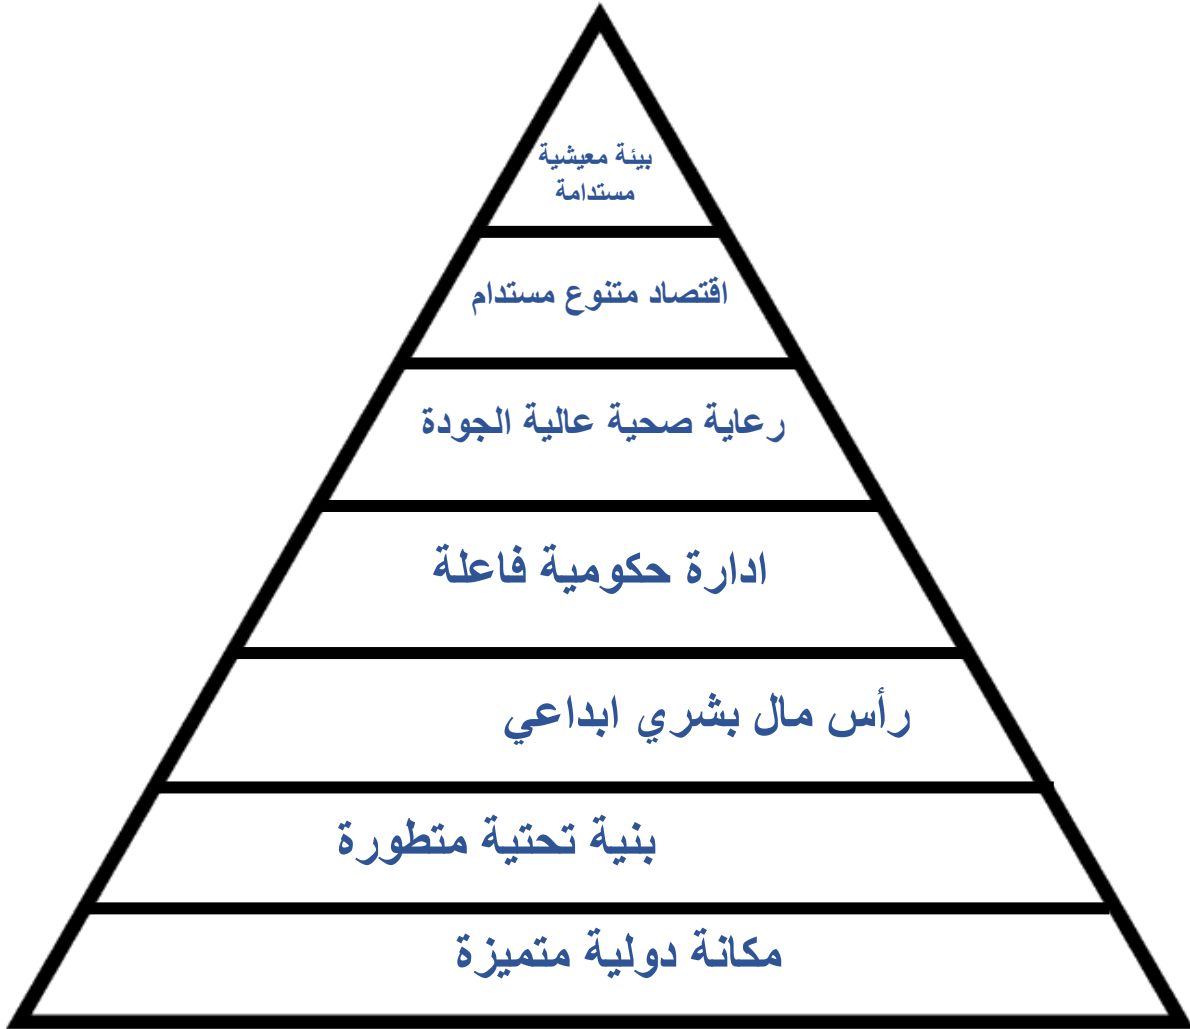 بيئة معيشية
مستدامة
اقتصاد متنوع مستدام
رعاية صحية عالية الجودة
ادارة حكومية فاعلة
رأس مال بشري ابداعي
بنية تحتية متطورة
مكانة دولية متميزة